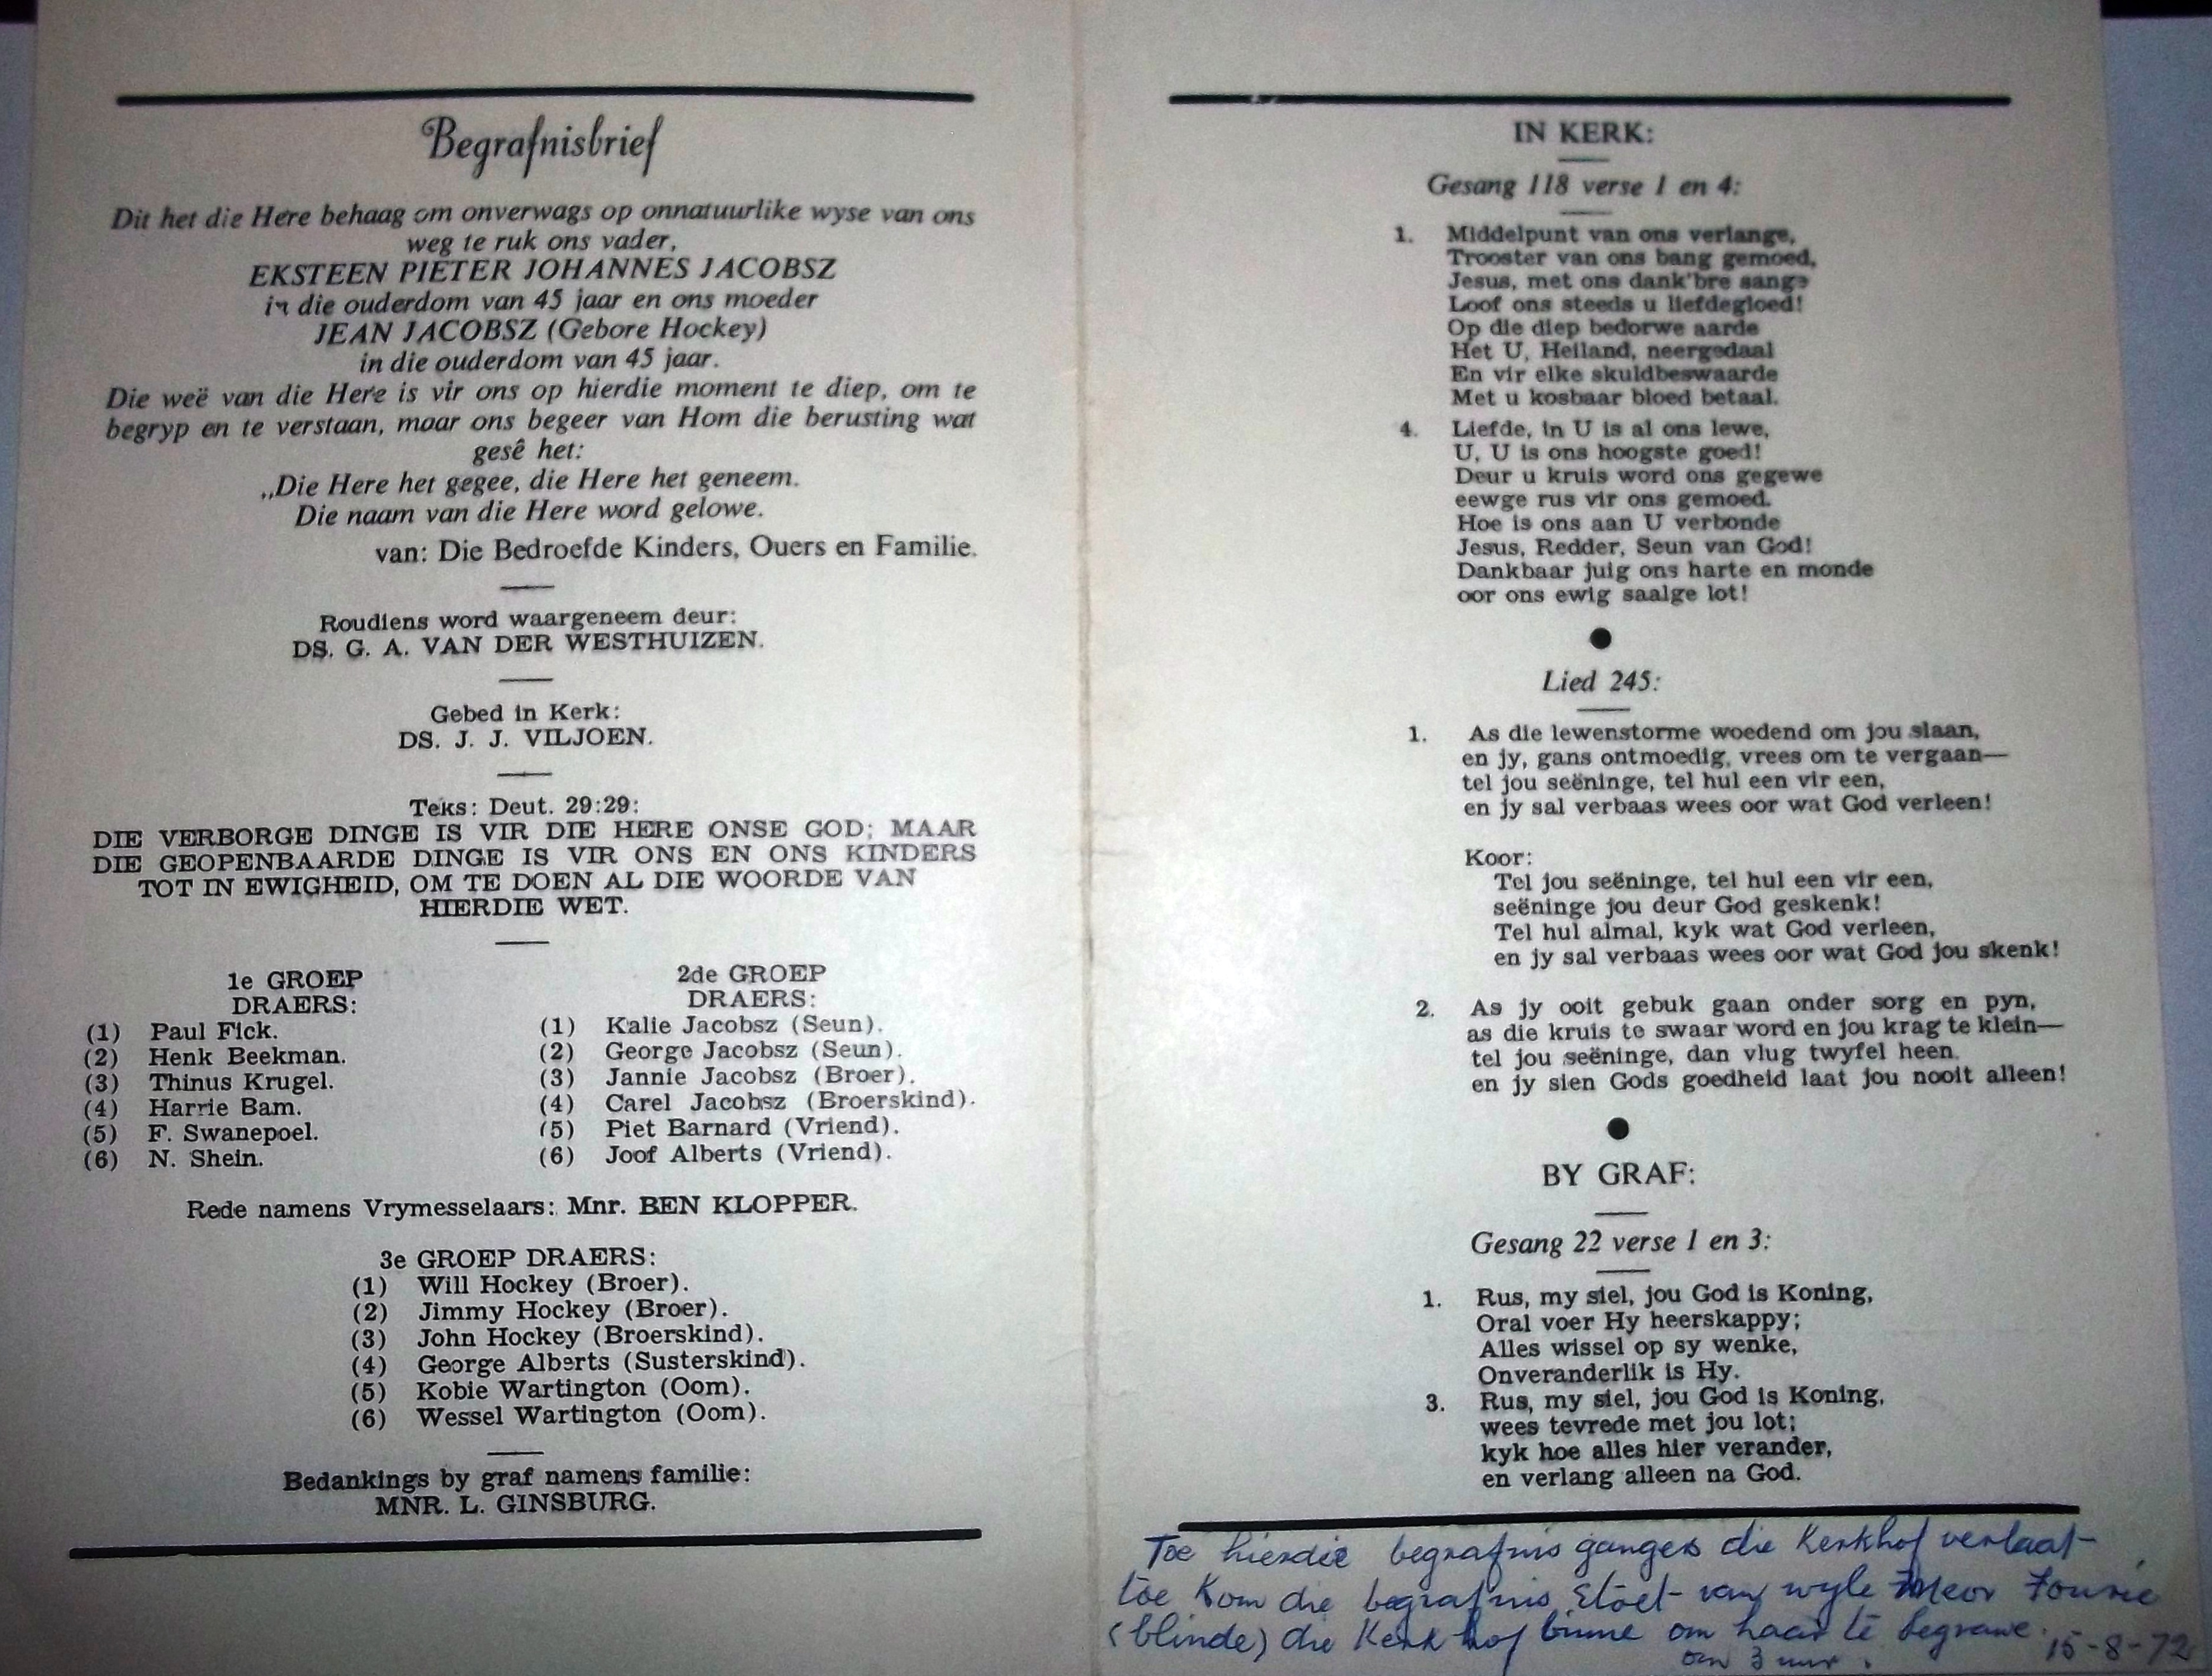 Begrafnisbrief
Dit het die Here behaag om onverwags op onnatuurlike wyse van ons
weg te ruk ons vader,
EKSTEEN PIETER JOHANNES JACOBSZ
in die ouderdom van 45 jaar en ons moeder
JEAN JACOBSZ (Gebore Hockey)
in die ouderdom van 45 jaar.
Die weë van die Here is vir ons op hierdie moment te diep, om te
begryp en te verstaan, maar ons begeer van Hom die berusting wat
gesê het:
„Die Here het gegee, die Here het geneem.
Die naam van die Here word gelowe.
van: Die Bedroefde Kinders, Ouers en Familie.
Roudiens word waargeneem deur:
DS. G. A. VAN DER WESTHUIZEN.
Gebed in Kerk:
DS. J. J. VILJOEN.
Teks: Deut. 29:29:
DIE VERBORGE DINGE IS VIR DIE HERE ONSE GOD; MAAR
DIE GEOPENBAARDE DINGE IS VIR ONS EN ONS KINDERS
TOT IN EWIGHEID, OM TE DOEN AL DIE WOORDE VAN
HIERDIE WET.
1e GROEP
DRAERS:
(1) Paul Fick.
(2) Henk Beekman.
(3) Thinus Krugel.
(4) Harrie Bam.
(5) F. Swanepoel.
(6) N. Shein.
2de GROEP
DRAERS:
(1) Kalie Jacobsz (Seun).
(2) George Jacobsz (Seun).
(3) Jannie Jacobsz (Broer).
(4) Carel Jacobsz (Broerskind).
(5) Piet Barnard (Vriend).
(6) Joof Alberts (Vriend).
Rede namens Vrymesselaars: Mnr. BEN KLOPPER.
3e GROEP DRAERS:
(1) Will Hockey (Broer).
(2) Jimmy Hockey (Broer).
(3) John Hockey (Broerskind).
(4) George Alberts (Susterskind).
(5) Kobie Wartington (Oom).
(6) Wessel Wartington (Oom).
Bedankings by graf namens familie:
MNR. L. GINSBURG.
IN KERK:
Gesang 118 verse 1 en 4:
1. Middelpunt van ons verlange,
Trooster van ons bang gemoed,
Jesus, met ons dank'bre sange
Loof ons steeds u liefdegloed!
Op die diep bedorwe aarde
Het U, Heiland, neergedaal
En vir elke skuldbeswaarde
Met u kosbaar bloed betaal.
4. Liefde, in U is al ons lewe,
U, U is ons hoogste goed!
Deur u kruis word ons gegewe
eewge rus vir ons gemoed.
Hoe is ons aan U verbonde
Jesus, Redder, Seun van God!
Dankbaar juig ons harte en monde
oor ons ewig saalge lot!
Lied 245:
1. As die lewenstorme woedend om jou slaan,
en jy, gans ontmoedig, vrees om te vergaan—
tel jou seëninge, tel hul een vir een,
en jy sal verbaas wees oor wat God verleen!
Koor:
Tel jou seëninge, tel hul een vir een,
seëninge jou deur God geskenk!
Tel hul almal, kyk wat God verleen,
en jy sal verbaas wees oor wat God jou skenk!
2. As jy ooit gebuk gaan onder sorg en pyn,
as die kruis te swaar word en jou krag te klein—
tel jou seëninge, dan vlug twyfel heen.
en jy sien Gods goedheid laat jou nooit alleen!
BY GRAF:
Gesang 22 verse 1 en 3:
1. Rus, my siel, jou God is Koning,
Oral voer Hy heerskappy;
Alles wissel op sy wenke,
Onveranderlik is Hy.
3. Rus, my siel, jou God is Koning,
wees tevrede met jou lot;
kyk hoe alles hier verander,
en verlang alleen na God.
Toe hierdie begrafnis gangers die Kerkhof verlaat
toe kom die begrafnis stoet van wyle Fourie
(blinde) die Kerkhof binne om haar te begrawe.
om 3 uur. 15-8-72